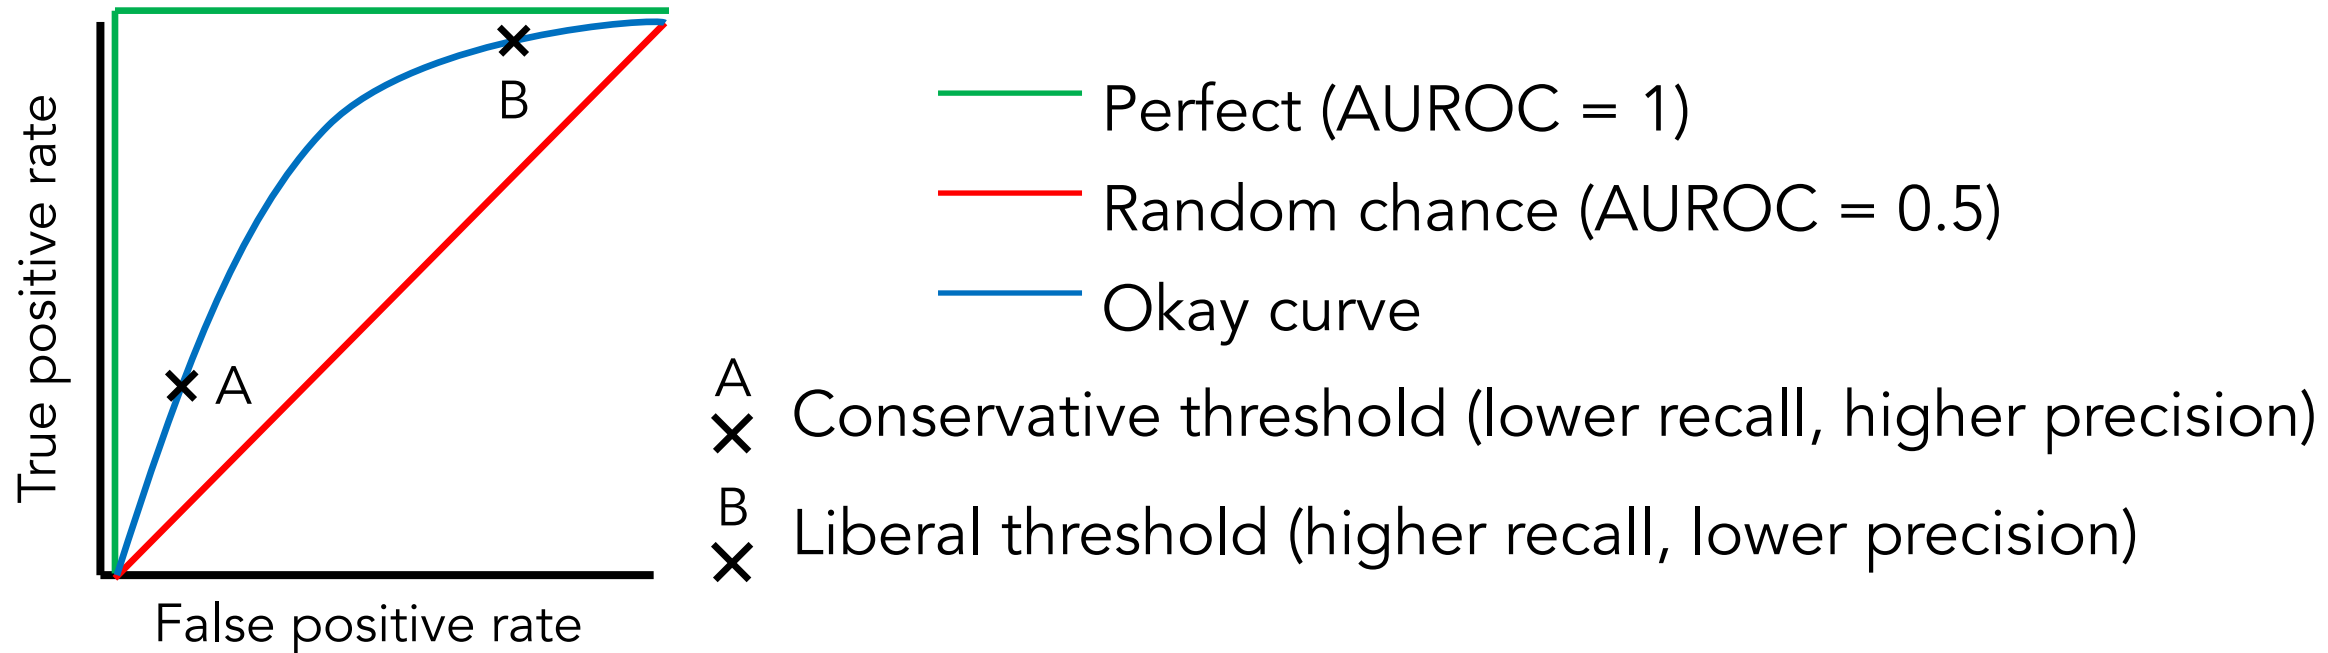 True positive rate
A
B
False positive rate
Perfect (AUROC = 1)
Random chance (AUROC = 0.5)
Okay curve
A
Conservative threshold (lower recall, higher precision)
B
Liberal threshold (higher recall, lower precision)